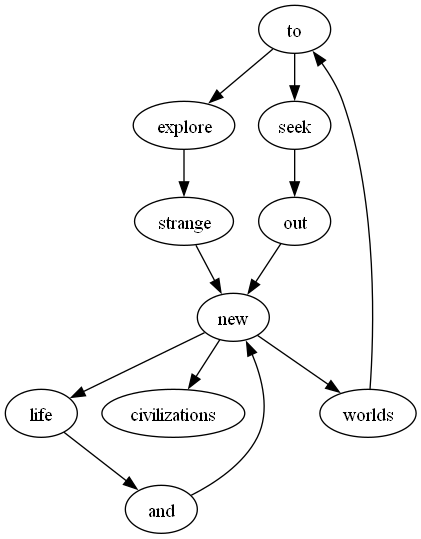 to
explore seek
strange out
new
life civilizations worlds
and